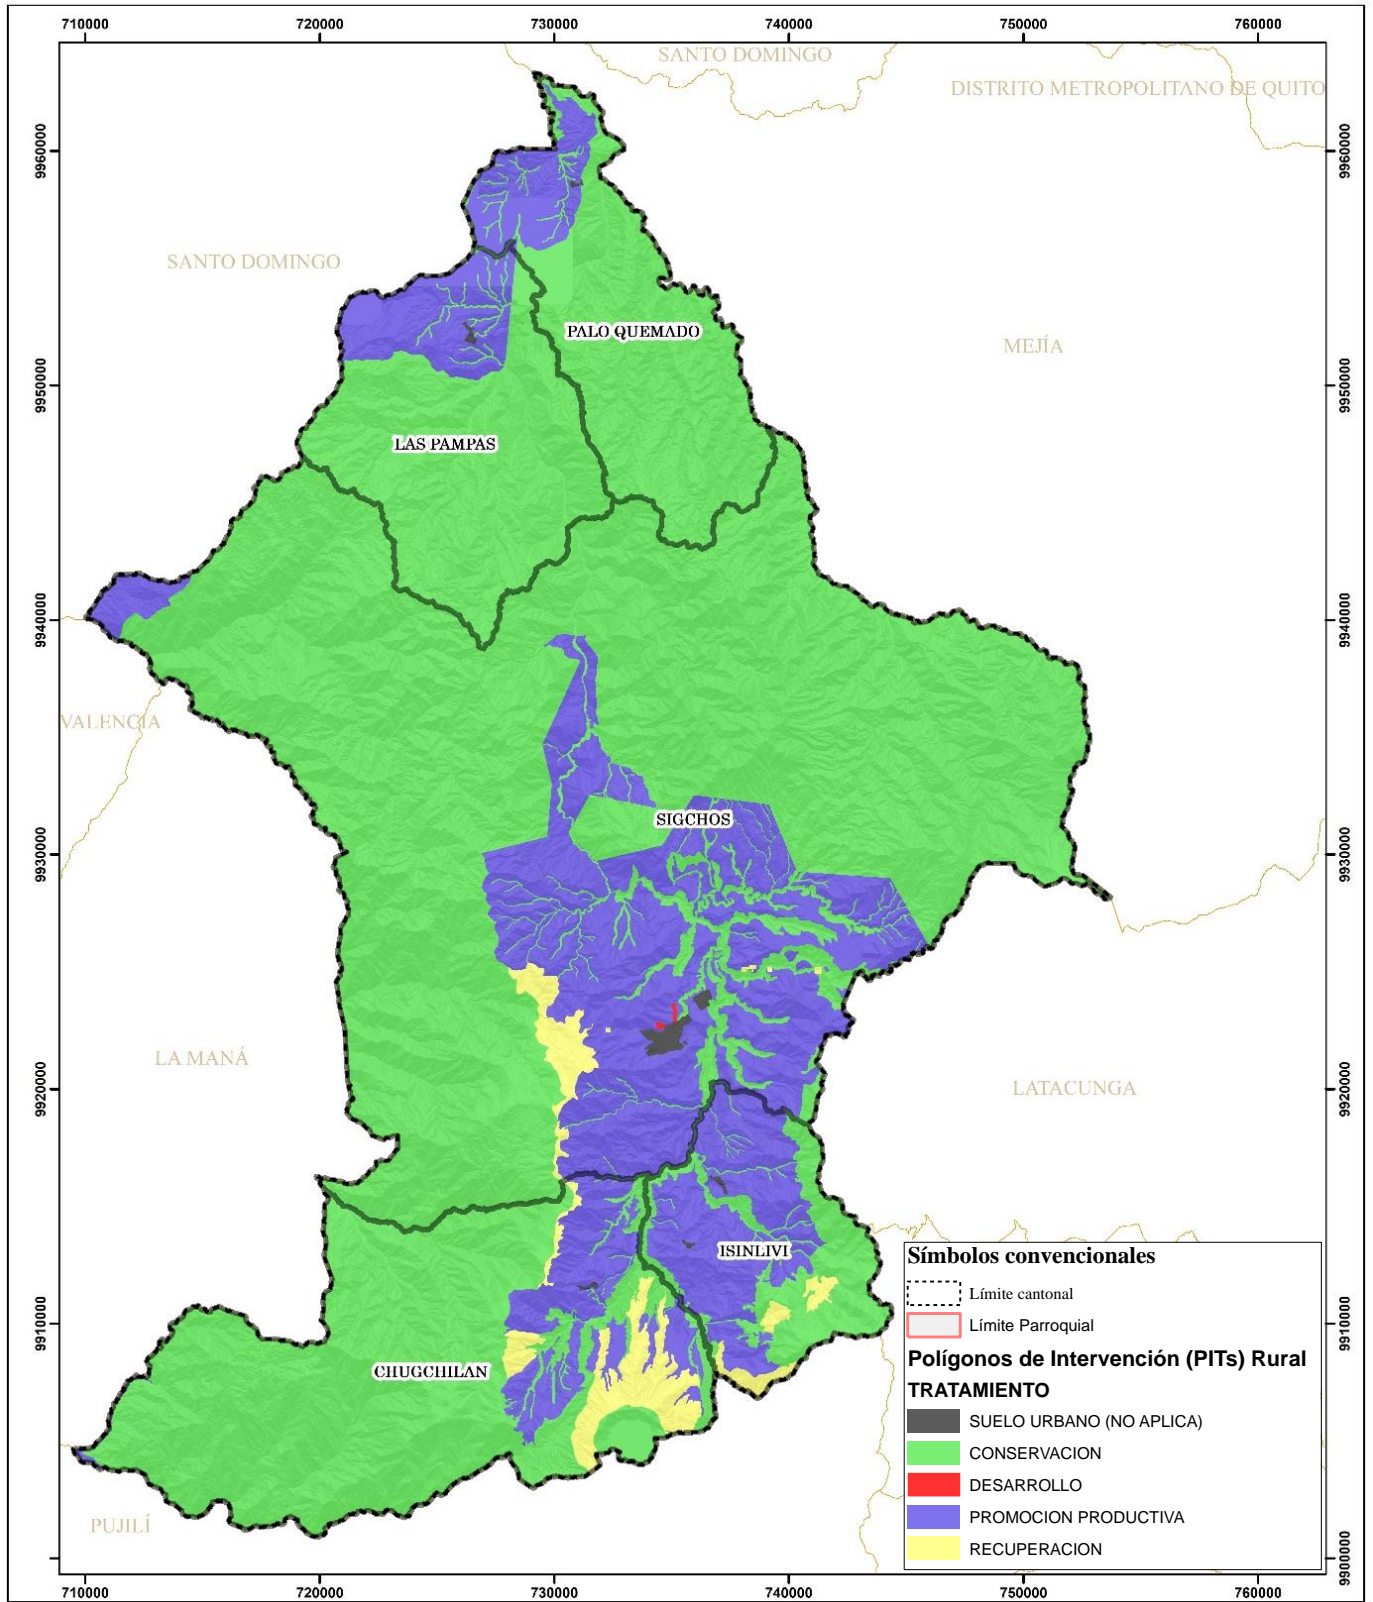 710000 720000 730000 740000 750000 760000
SANTO DOMINGO
DISTRITO METROPOLITANO DE QUITO
9960000 9960000
SANTO DOMINGO
PALO QUEMADO
MEJÍA
9950000 9950000
LAS PAMPAS
9940000 9940000
VALENCIA
SIGCHOS
9930000 9930000
LA MANÁ
LATACUNGA
9920000 9920000
ISINLIVI
9910000 9910000
CHUGCHILAN
PUJILÍ
Símbolos convencionales
Límite cantonal
Límite Parroquial
Polígonos de Intervención (PITs) Rural
TRATAMIENTO
SUELO URBANO (NO APLICA)
CONSERVACION
DESARROLLO
PROMOCION PRODUCTIVA
RECUPERACION
9900000 9900000
710000 720000 730000 740000 750000 760000